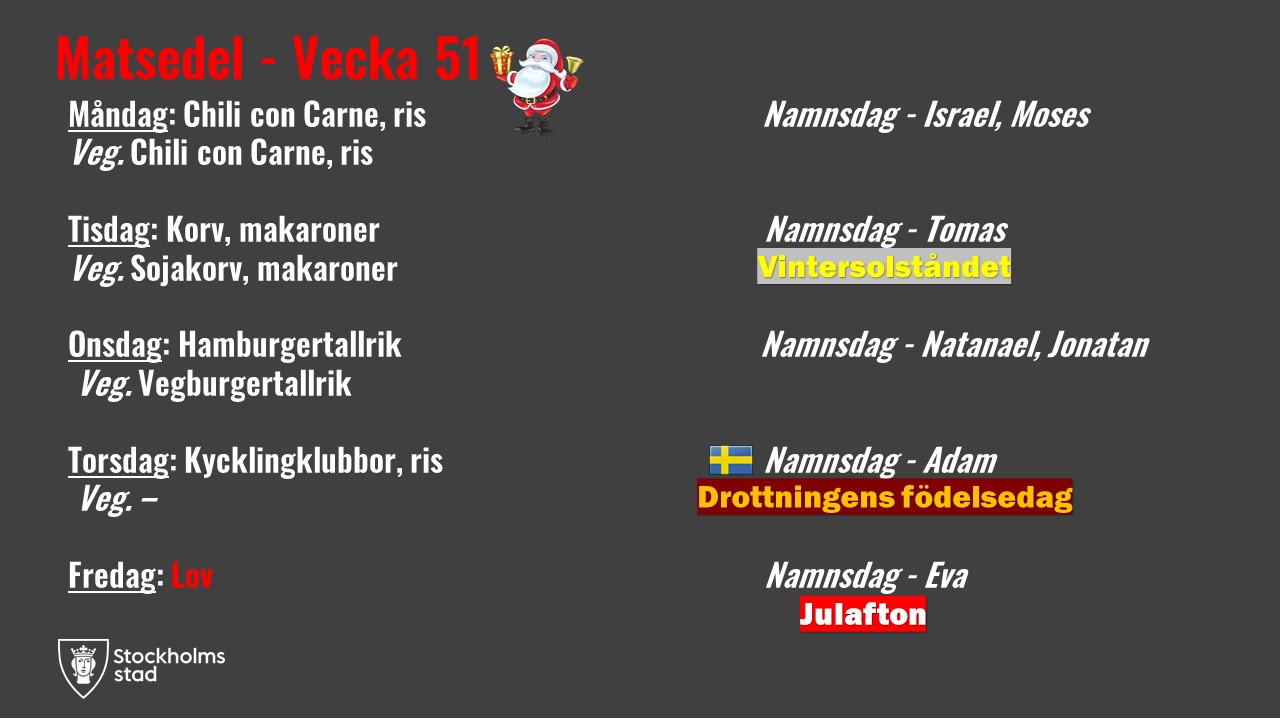 Matsedel - Vecka 51
Måndag: Chili con Carne, ris
Namnsdag - Israel, Moses
Veg. Chili con Carne, ris
Tisdag: Korv, makaroner
Namnsdag - Tomas
Veg. Sojakorv, makaroner
Vintersolståndet
Onsdag: Hamburgertallrik
Namnsdag - Natanael, Jonatan
Veg. Vegburgertallrik
Torsdag: Kycklingklubbor, ris
Namnsdag - Adam
Veg. –
Drottningens födelsedag
Fredag: Lov
Namnsdag - Eva
Julafton
Stockholms
stad